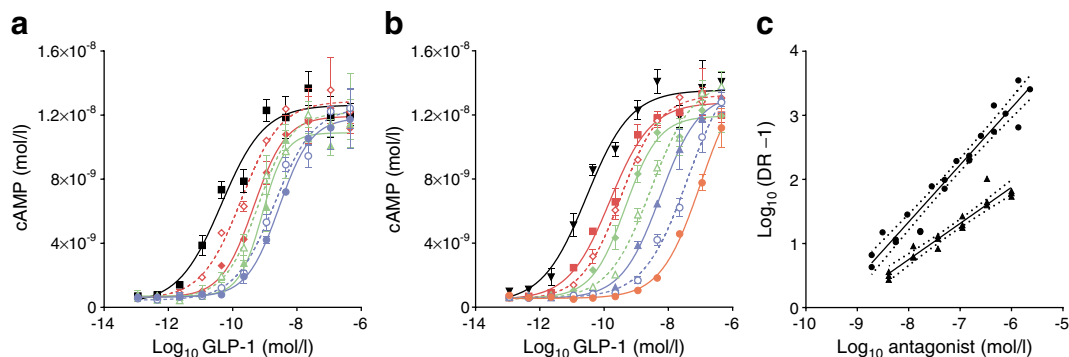 a
cAMP (mol/l)
1.6×10⁻⁸
1.2×10⁻⁸
8×10⁻⁹
4×10⁻⁹
0
-14 -12 -10 -8 -6
Log₁₀ GLP-1 (mol/l)
b
cAMP (mol/l)
1.6×10⁻⁸
1.2×10⁻⁸
8×10⁻⁹
4×10⁻⁹
0
-14 -12 -10 -8 -6
Log₁₀ GLP-1 (mol/l)
c
Log₁₀ (DR –1)
4
3
2
1
0
-10 -9 -8 -7 -6 -5
Log₁₀ antagonist (mol/l)